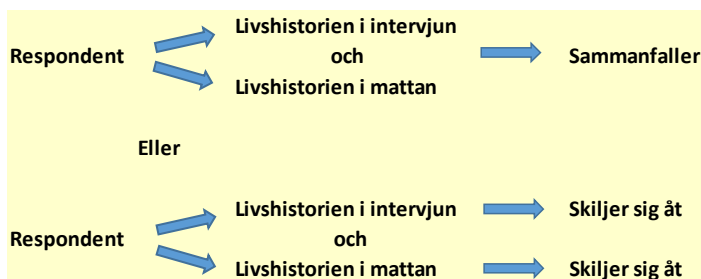 Livshistorien i intervjun
Respondent och Sammanfaller
Livshistorien i mattan
Eller
Livshistorien i intervjun Skiljer sig åt
Respondent och
Livshistorien i mattan Skiljer sig åt